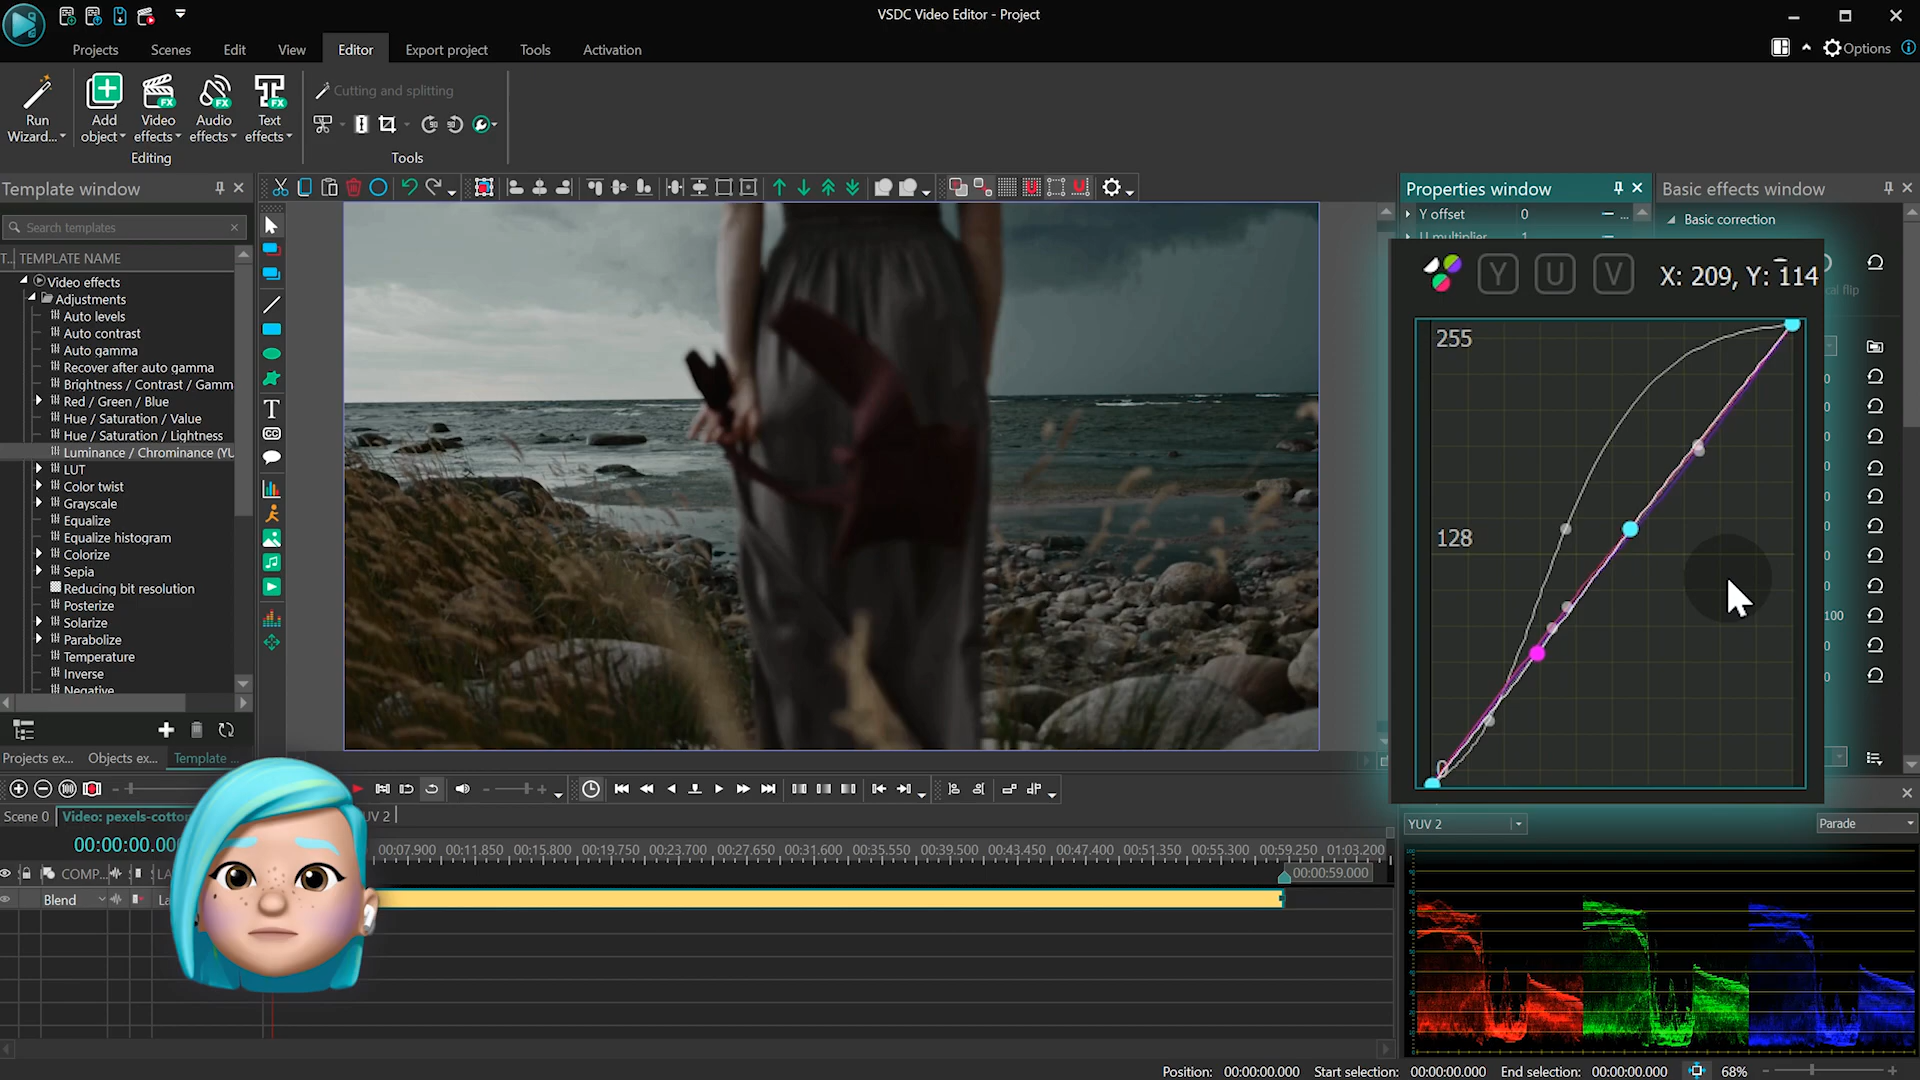 VSDC Video Editor - Project
Projects
Scenes
Edit
View
Editor
Export project
Tools
Activation
Options
Run
Wizard...
Add
object
Video
effects
Audio
effects
Text
effects
Editing
Cutting and splitting
Tools
Template window
Search templates
T... TEMPLATE NAME
Video effects
Adjustments
Auto levels
Auto contrast
Auto gamma
Recover after auto gamma
Brightness / Contrast / Gamm
Red / Green / Blue
Hue / Saturation / Value
Hue / Saturation / Lightness
Luminance / Chrominance (YU
LUT
Color twist
Grayscale
Equalize
Equalize histogram
Colorize
Sepia
Reducing bit resolution
Posterize
Solarize
Parabolize
Temperature
Inverse
Negative
Projects ex...
Objects ex...
Template
Properties window
Y offset 0
U multiplier 1
Basic effects window
Basic correction
Y U V X: 209, Y: 114
cal flip
255
128
0
100
Scene 0
Video: pexels-cotto
UV 2
00:00:00.00
00:07.900 00:11.850 00:15.800 00:19.750 00:23.700 00:27.650 00:31.600 00:35.550 00:39.500 00:43.450 00:47.400 00:51.350 00:55.300 00:59.250 01:03.200
COMP... LA
00:00:59.000
Blend
La
YUV 2
Parade
Position: 00:00:00.000 Start selection: 00:00:00.000 End selection: 00:00:00.000 68%